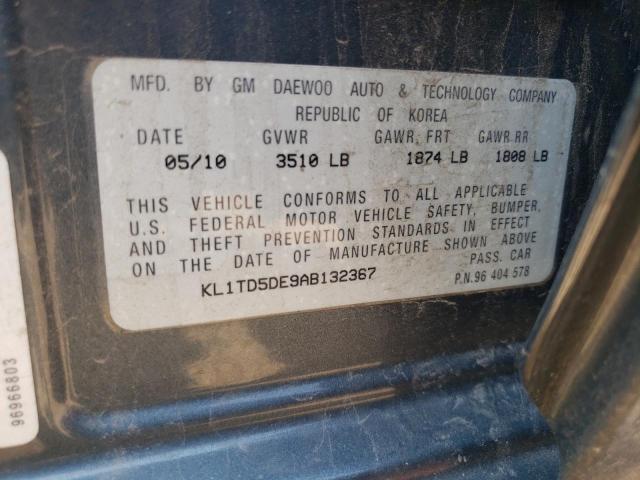 MFD. BY GM DAEWOO AUTO & TECHNOLOGY COMPANY
REPUBLIC OF KOREA
DATE GVWR GAWR, FRT GAWR RR
05/10 3510 LB 1874 LB 1808 LB
THIS VEHICLE CONFORMS TO ALL APPLICABLE
U.S. FEDERAL MOTOR VEHICLE SAFETY, BUMPER,
AND THEFT PREVENTION STANDARDS IN EFFECT
ON THE DATE OF MANUFACTURE SHOWN ABOVE
PASS. CAR
KL1TD5DE9AB132367
P.N.96 404 578
96966803